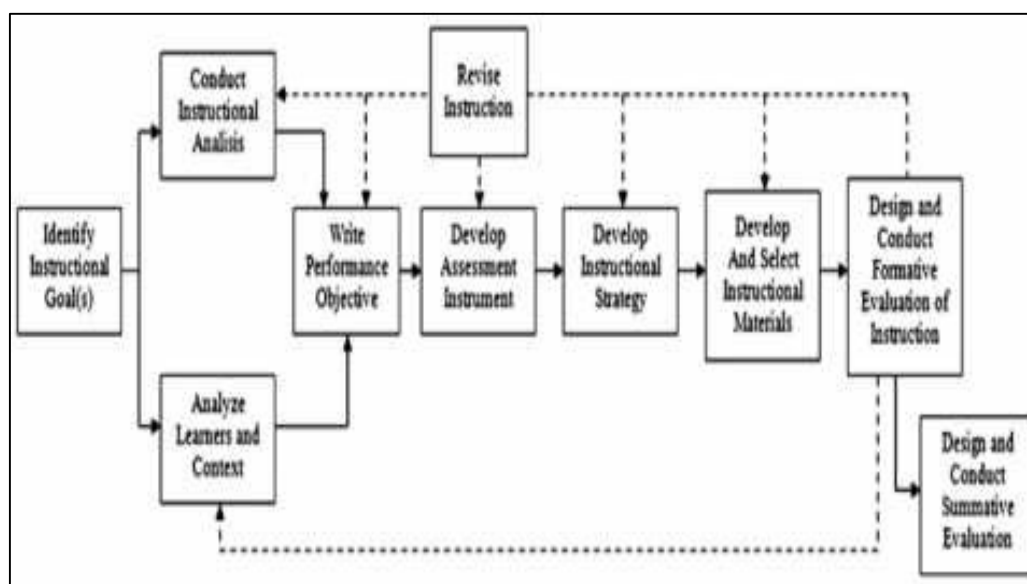 Conduct
Instructional
Analisis
Revise
Instruction
Identify
Instructional
Goal(s)
Write
Performance
Objective
Develop
Assessment
Instrument
Develop
Instructional
Strategy
Develop
And Select
Instructional
Materials
Design and
Conduct
Formative
Evaluation of
Instruction
Analyze
Learners and
Context
Design and
Conduct
Summative
Evaluation